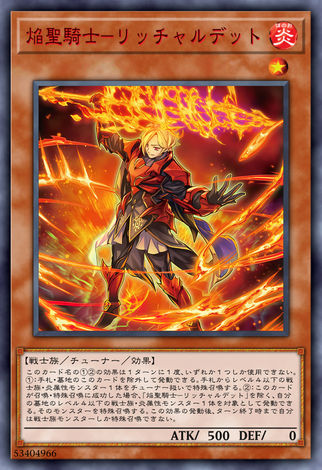 焔聖騎士−リッチャルデット
ほのお
炎
【戦士族／チューナー／効果】
このカード名の①②の効果は１ターンに１度、いずれか１つしか使用できない。
①：手札・墓地のこのカードを除外して発動できる。手札からレベル４以下の戦
士族・炎属性モンスター１体をチューナー扱いで特殊召喚する。②：このカード
が召喚・特殊召喚に成功した場合、「焔聖騎士−リッチャルデット」を除く、自分
の墓地のレベル４以下の戦士族・炎属性モンスター１体を対象として発動でき
る。そのモンスターを特殊召喚する。この効果の発動後、ターン終了時まで自分
は戦士族モンスターしか特殊召喚できない。
ATK/ 500 DEF/ 0
53404966